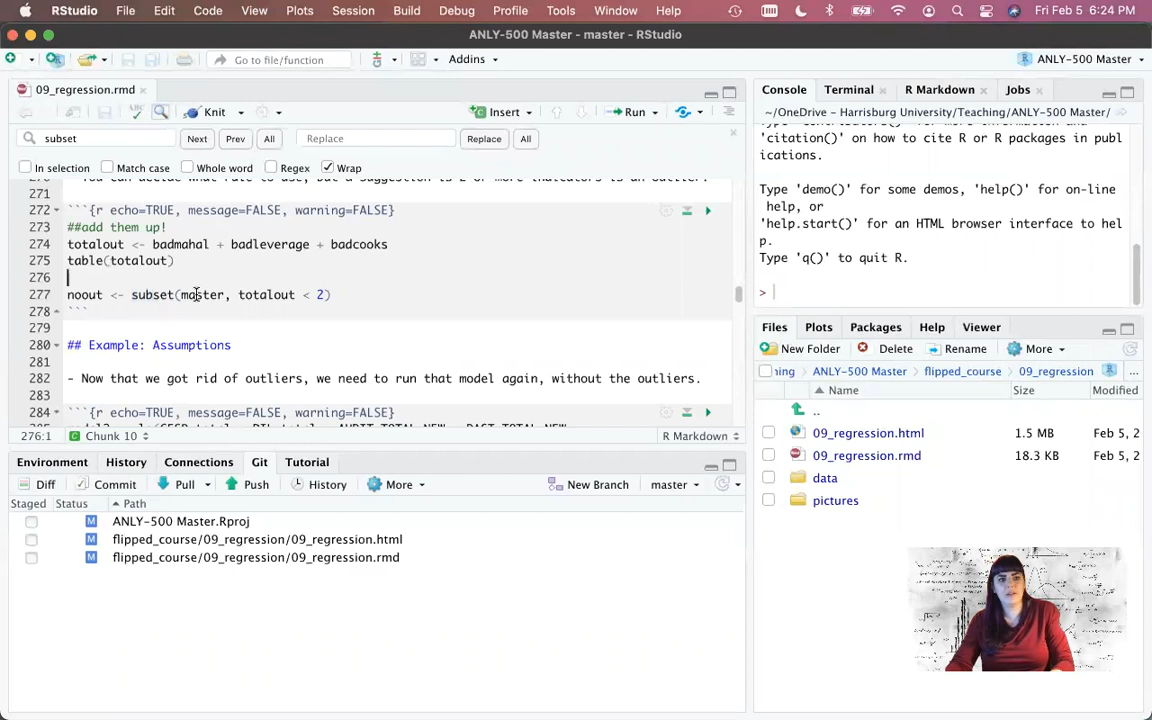 RStudio File Edit Code View Plots Session Build Debug Profile Tools Window Help Fri Feb 5 6:24 PM
ANLY-500 Master - master - RStudio
Go to file/function Addins ANLY-500 Master
09_regression.rmd
Knit Insert Run
subset Next Prev All Replace Replace All
In selection Match case Whole word Regex Wrap
271
272 ```{r echo=TRUE, message=FALSE, warning=FALSE}
273 ##add them up!
274 totalout <- badmahal + badleverage + badcooks
275 table(totalout)
276
277 noout <- subset(master, totalout < 2)
278 ```
279
280 ## Example: Assumptions
281
282 - Now that we got rid of outliers, we need to run that model again, without the outliers.
283
284 ```{r echo=TRUE, message=FALSE, warning=FALSE}
276:1 Chunk 10 R Markdown
Environment History Connections Git Tutorial
Diff Commit Pull Push History More New Branch master
Staged Status Path
M ANLY-500 Master.Rproj
M flipped_course/09_regression/09_regression.html
M flipped_course/09_regression/09_regression.rmd
Console Terminal R Markdown Jobs
~/OneDrive - Harrisburg University/Teaching/ANLY-500 Master/
'citation()' on how to cite R or R packages in publ
ications.
Type 'demo()' for some demos, 'help()' for on-line
help, or
'help.start()' for an HTML browser interface to hel
p.
Type 'q()' to quit R.
>
Files Plots Packages Help Viewer
New Folder Delete Rename More
ning ANLY-500 Master flipped_course 09_regression ...
Name Size Modified
..
09_regression.html 1.5 MB Feb 5, 2
09_regression.rmd 18.3 KB Feb 5, 2
data
pictures